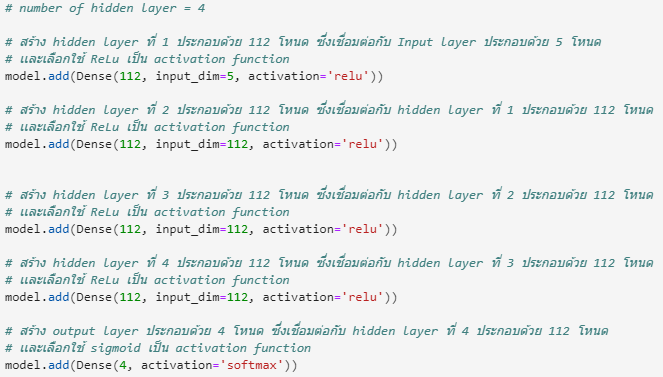 # number of hidden layer = 4
# สร้าง hidden layer ที่ 1 ประกอบด้วย 112 โหนด ซึ่งเชื่อมต่อกับ Input layer ประกอบด้วย 5 โหนด
# และเลือกใช้ ReLu เป็น activation function
model.add(Dense(112, input_dim=5, activation='relu'))
# สร้าง hidden layer ที่ 2 ประกอบด้วย 112 โหนด ซึ่งเชื่อมต่อกับ hidden layer ที่ 1 ประกอบด้วย 112 โหนด
# และเลือกใช้ ReLu เป็น activation function
model.add(Dense(112, input_dim=112, activation='relu'))
# สร้าง hidden layer ที่ 3 ประกอบด้วย 112 โหนด ซึ่งเชื่อมต่อกับ hidden layer ที่ 2 ประกอบด้วย 112 โหนด
# และเลือกใช้ ReLu เป็น activation function
model.add(Dense(112, input_dim=112, activation='relu'))
# สร้าง hidden layer ที่ 4 ประกอบด้วย 112 โหนด ซึ่งเชื่อมต่อกับ hidden layer ที่ 3 ประกอบด้วย 112 โหนด
# และเลือกใช้ ReLu เป็น activation function
model.add(Dense(112, input_dim=112, activation='relu'))
# สร้าง output layer ประกอบด้วย 4 โหนด ซึ่งเชื่อมต่อกับ hidden layer ที่ 4 ประกอบด้วย 112 โหนด
# และเลือกใช้ sigmoid เป็น activation function
model.add(Dense(4, activation='softmax'))